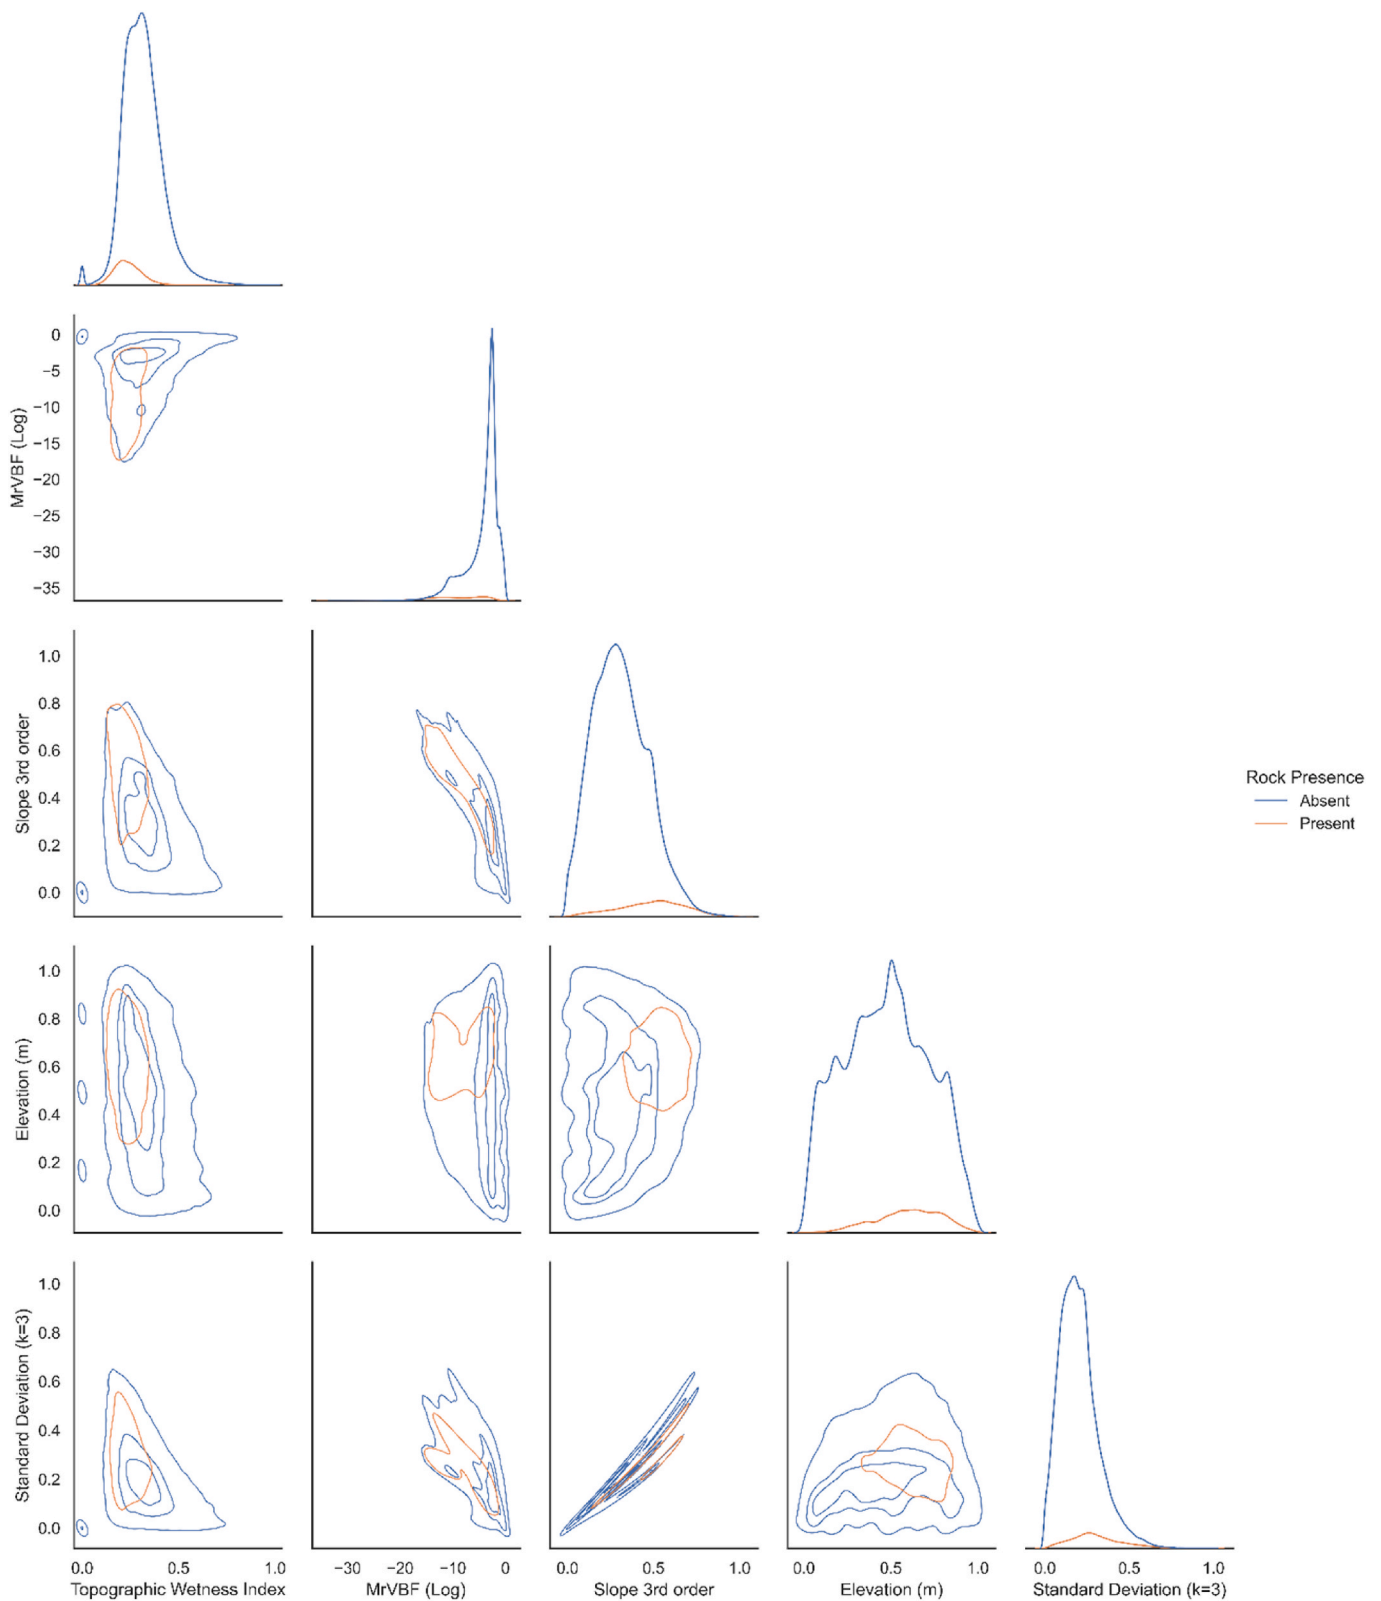 0
−5
−10
−15
−20
−25
−30
−35
MrVBF (Log)
1.0
0.8
0.6
0.4
0.2
0.0
Slope 3rd order
Rock Presence
Absent
Present
1.0
0.8
0.6
0.4
0.2
0.0
Elevation (m)
1.0
0.8
0.6
0.4
0.2
0.0
Standard Deviation (k=3)
0.0 0.5 1.0
Topographic Wetness Index
−30 −20 −10 0
MrVBF (Log)
0.0 0.5 1.0
Slope 3rd order
0.0 0.5 1.0
Elevation (m)
0.0 0.5 1.0
Standard Deviation (k=3)